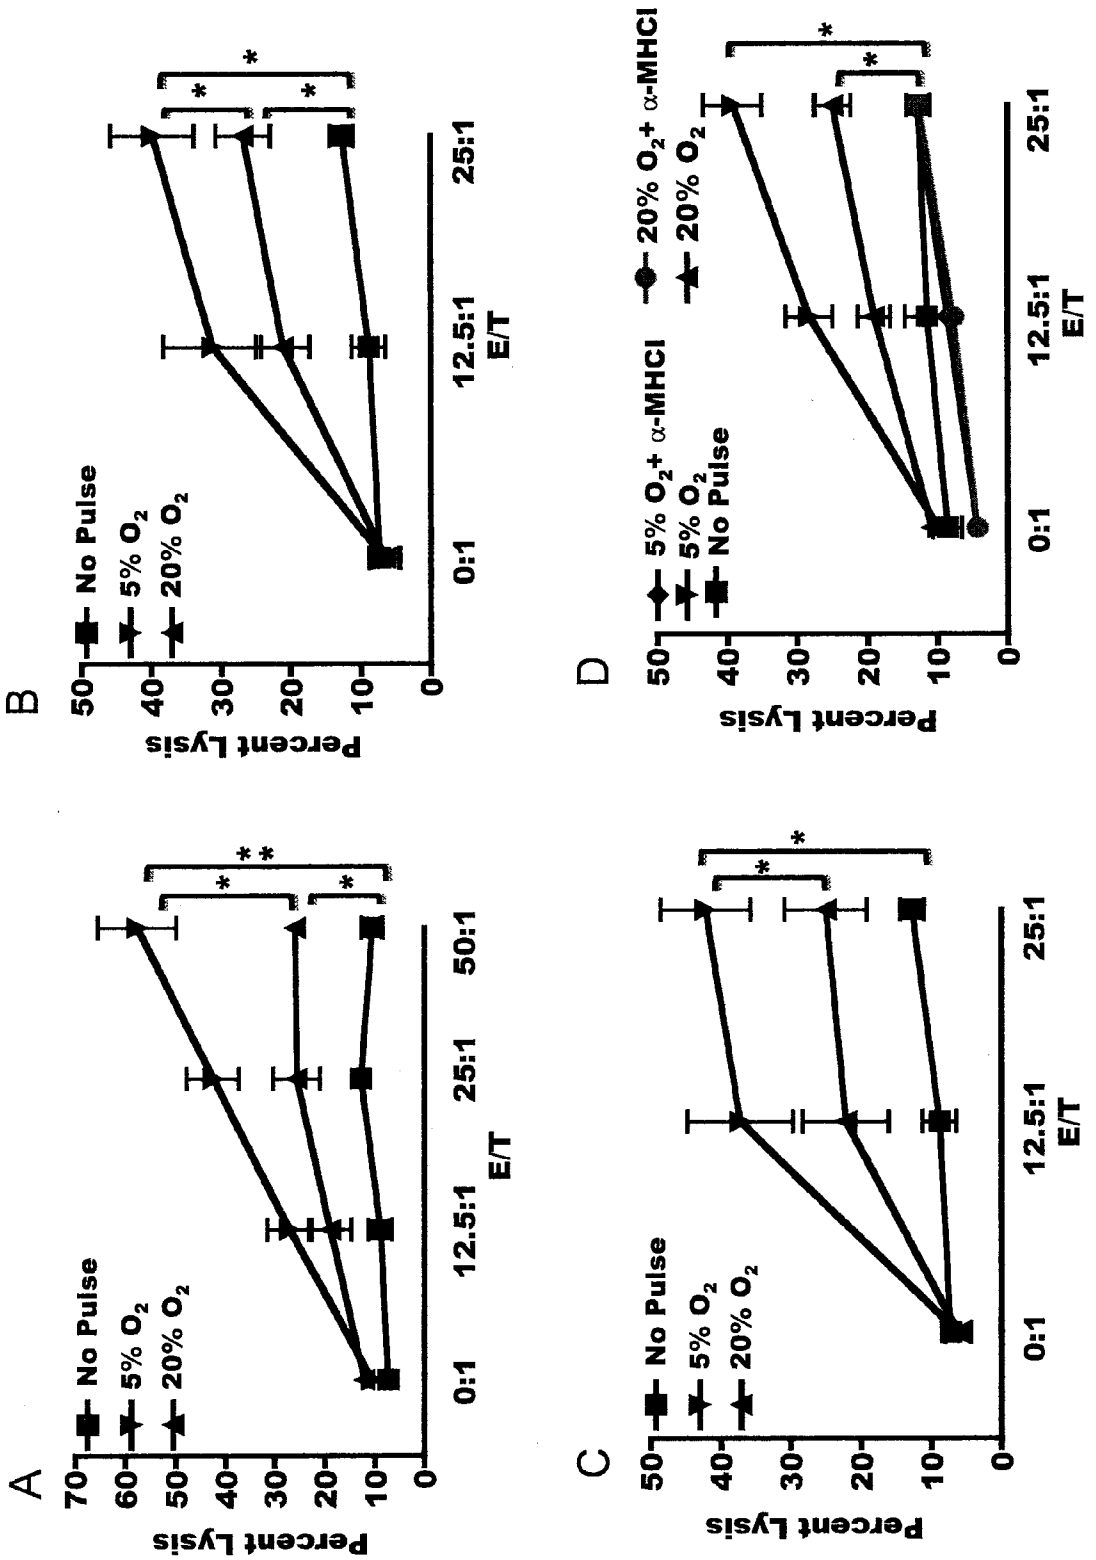 A
Percent Lysis
70
60
50
40
30
20
10
0
No Pulse
5% O₂
20% O₂
*
*
**
0:1 12.5:1 25:1 50:1
E/T
B
Percent Lysis
50
40
30
20
10
0
No Pulse
5% O₂
20% O₂
*
*
*
0:1 12.5:1 25:1
E/T
C
Percent Lysis
50
40
30
20
10
0
No Pulse
5% O₂
20% O₂
*
*
0:1 12.5:1 25:1
E/T
D
Percent Lysis
50
40
30
20
10
0
5% O₂+ α-MHCI
20% O₂+ α-MHCI
5% O₂
20% O₂
No Pulse
*
*
0:1 12.5:1 25:1
E/T